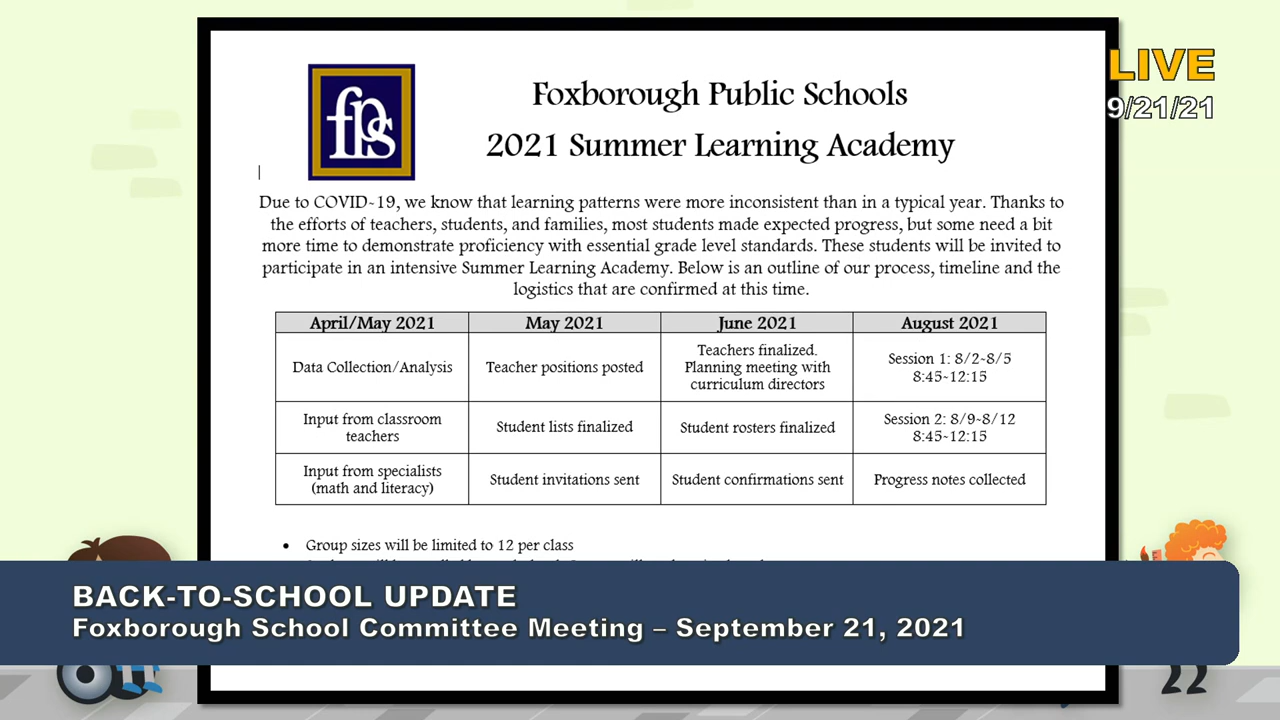 LIVE
9/21/21
fps
Foxborough Public Schools
2021 Summer Learning Academy
Due to COVID~19, we know that learning patterns were more inconsistent than in a typical year. Thanks to
the efforts of teachers, students, and families, most students made expected progress, but some need a bit
more time to demonstrate proficiency with essential grade level standards. These students will be invited to
participate in an intensive Summer Learning Academy. Below is an outline of our process, timeline and the
logistics that are confirmed at this time.
April/May 2021 May 2021 June 2021 August 2021
Data Collection/Analysis
Teacher positions posted
Teachers finalized.
Planning meeting with
curriculum directors
Session 1: 8/2~8/5
8:45~12:15
Input from classroom
teachers
Student lists finalized
Student rosters finalized
Session 2: 8/9~8/12
8:45~12:15
Input from specialists
(math and literacy)
Student invitations sent
Student confirmations sent
Progress notes collected
• Group sizes will be limited to 12 per class
BACK-TO-SCHOOL UPDATE
Foxborough School Committee Meeting – September 21, 2021